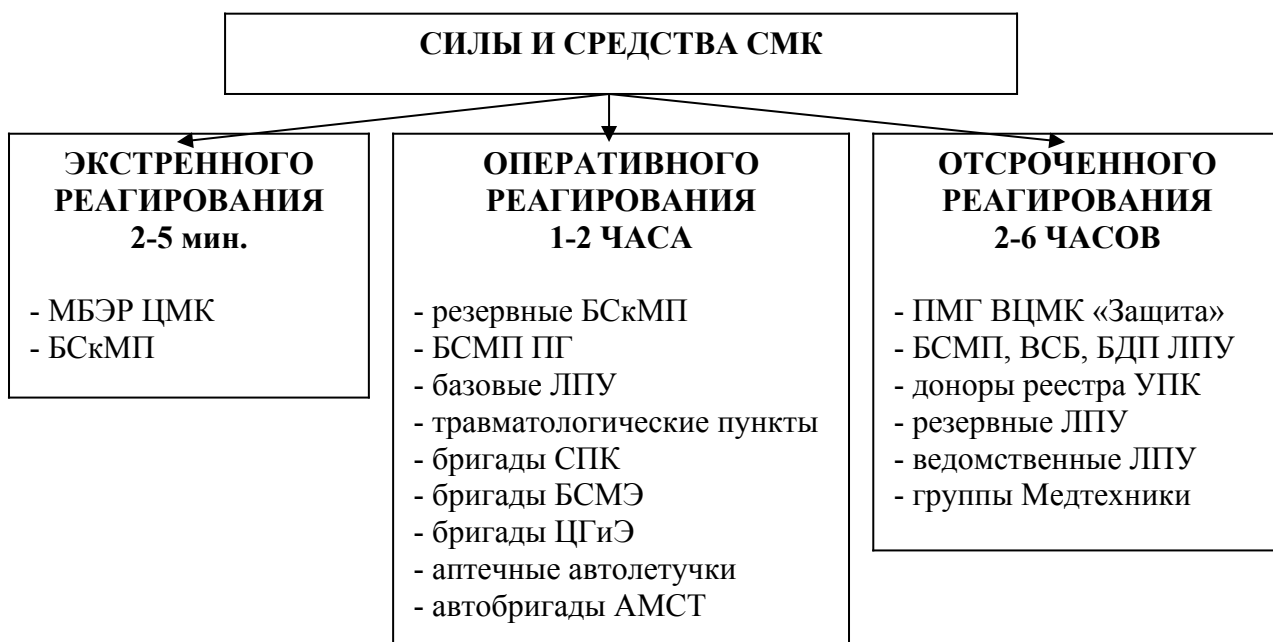 СИЛЫ И СРЕДСТВА СМК
ЭКСТРЕННОГО
РЕАГИРОВАНИЯ
2-5 мин.
- МБЭР ЦМК
- БСкМП
ОПЕРАТИВНОГО
РЕАГИРОВАНИЯ
1-2 ЧАСА
- резервные БСкМП
- БСМП ПГ
- базовые ЛПУ
- травматологические пункты
- бригады СПК
- бригады БСМЭ
- бригады ЦГиЭ
- аптечные автолетучки
- автобригады АМСТ
ОТСРОЧЕННОГО
РЕАГИРОВАНИЯ
2-6 ЧАСОВ
- ПМГ ВЦМК «Защита»
- БСМП, ВСБ, БДП ЛПУ
- доноры реестра УПК
- резервные ЛПУ
- ведомственные ЛПУ
- группы Медтехники